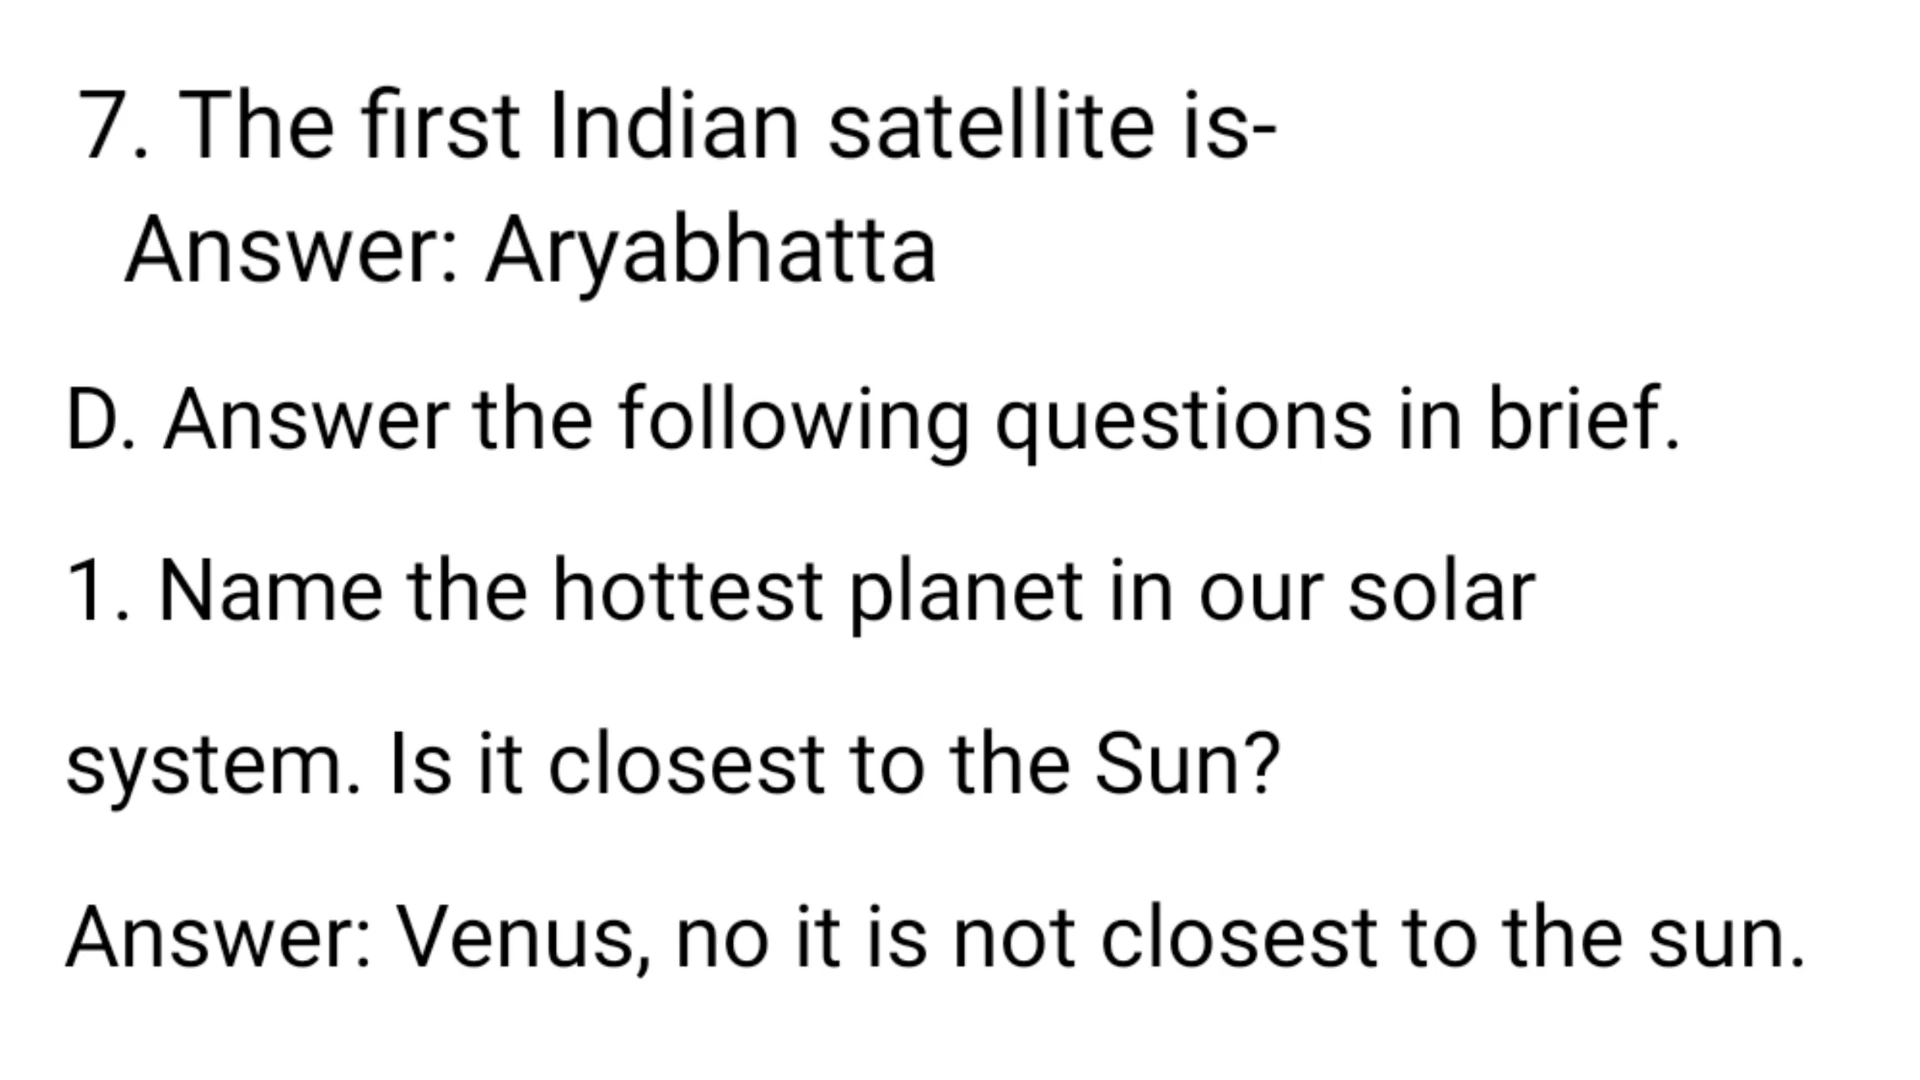 7. The first Indian satellite is-
Answer: Aryabhatta
D. Answer the following questions in brief.
1. Name the hottest planet in our solar
system. Is it closest to the Sun?
Answer: Venus, no it is not closest to the sun.